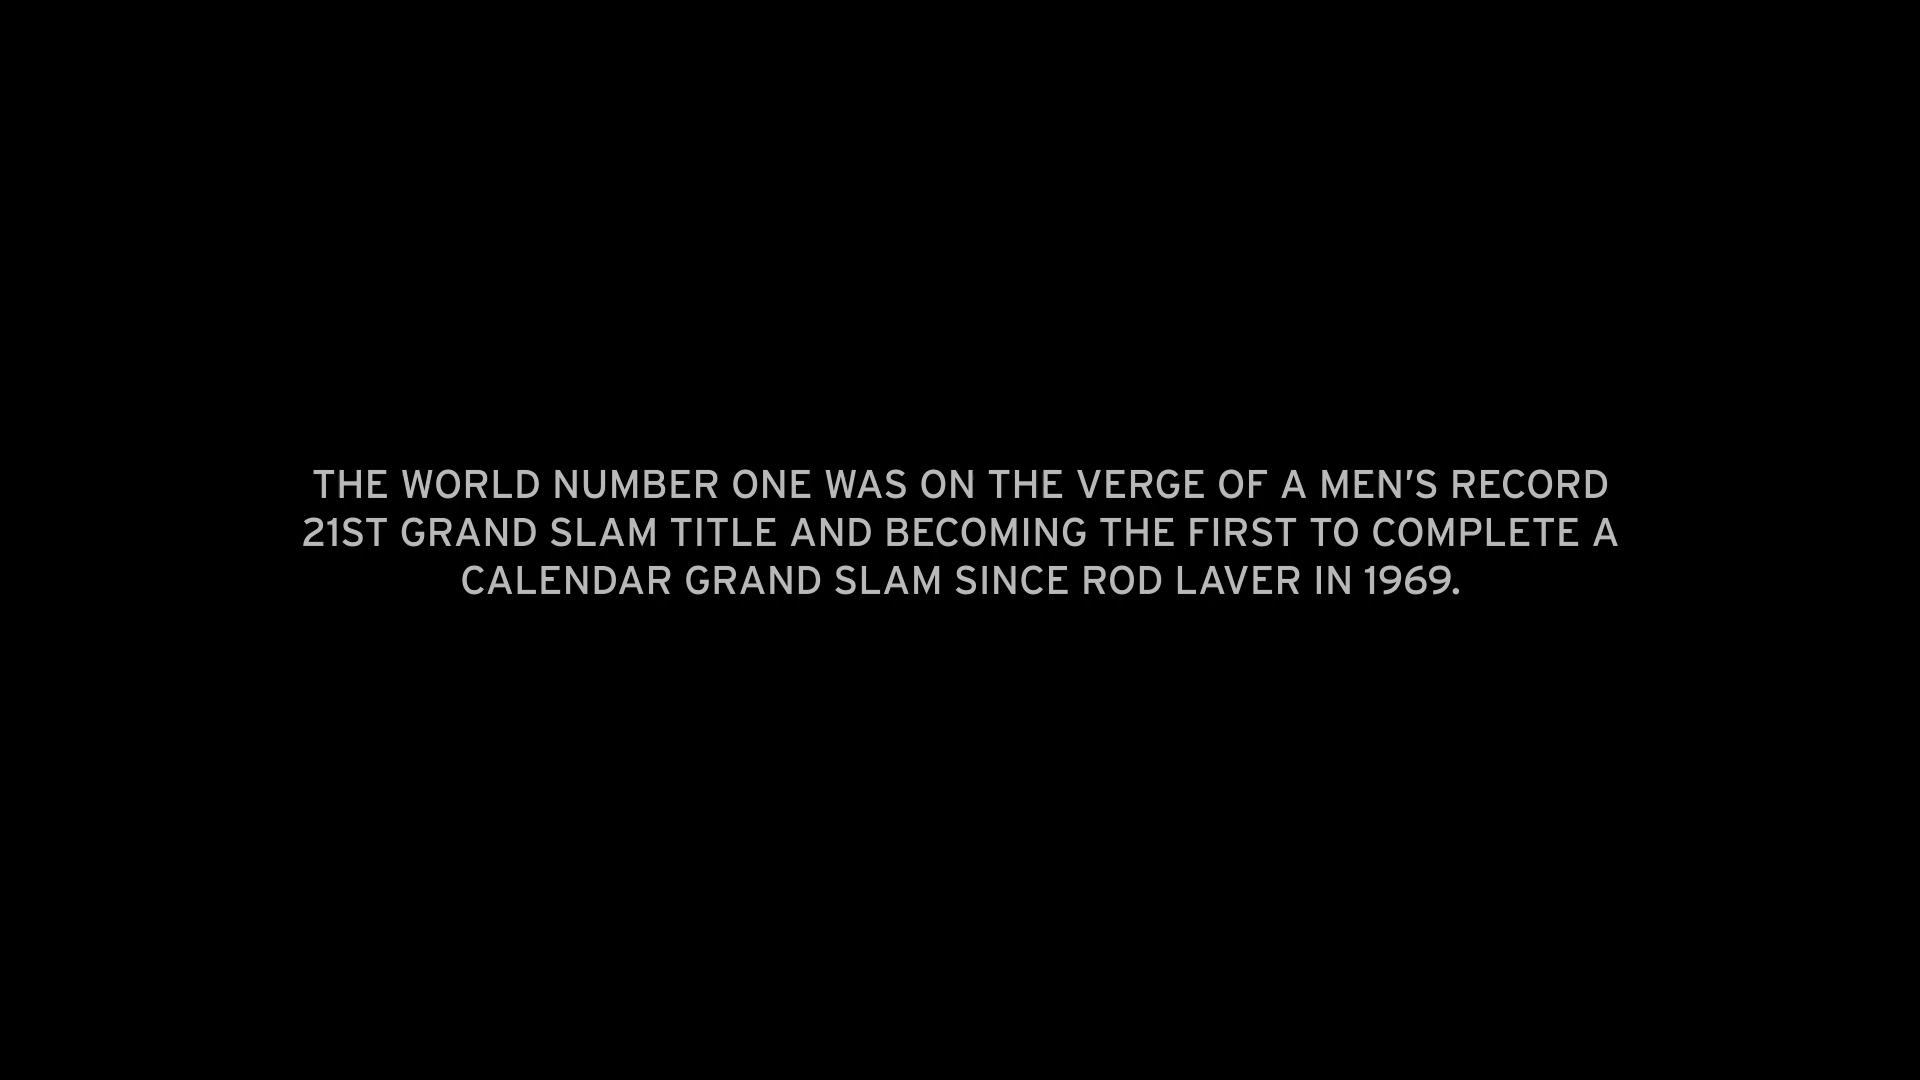 THE WORLD NUMBER ONE WAS ON THE VERGE OF A MEN'S RECORD
21ST GRAND SLAM TITLE AND BECOMING THE FIRST TO COMPLETE A
CALENDAR GRAND SLAM SINCE ROD LAVER IN 1969.